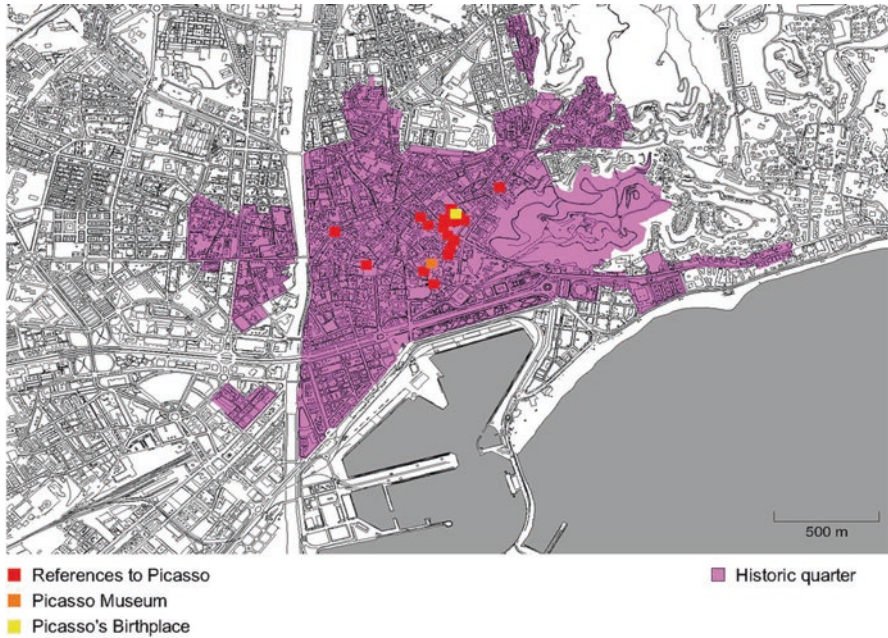 500 m
References to Picasso
Historic quarter
Picasso Museum
Picasso's Birthplace